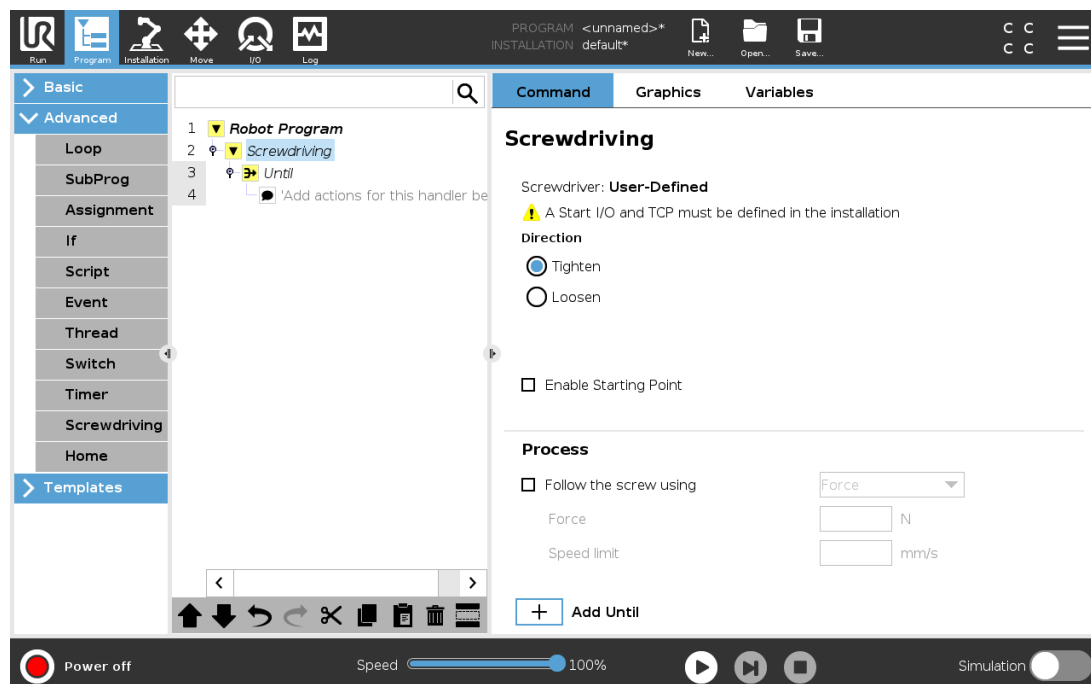 PROGRAM <unnamed>*
INSTALLATION default*
C C
C C
UR
Run
Program
Installation
Move
I/O
Log
New...
Open...
Save...
Basic
Advanced
Loop
SubProg
Assignment
If
Script
Event
Thread
Switch
Timer
Screwdriving
Home
Templates
1 Robot Program
2 Screwdriving
3 Until
4 'Add actions for this handler be
Command Graphics Variables
Screwdriving
Screwdriver: User-Defined
A Start I/O and TCP must be defined in the installation
Direction
Tighten
Loosen
Enable Starting Point
Process
Follow the screw using Force
Force N
Speed limit mm/s
Add Until
Power off
Speed 100%
Simulation